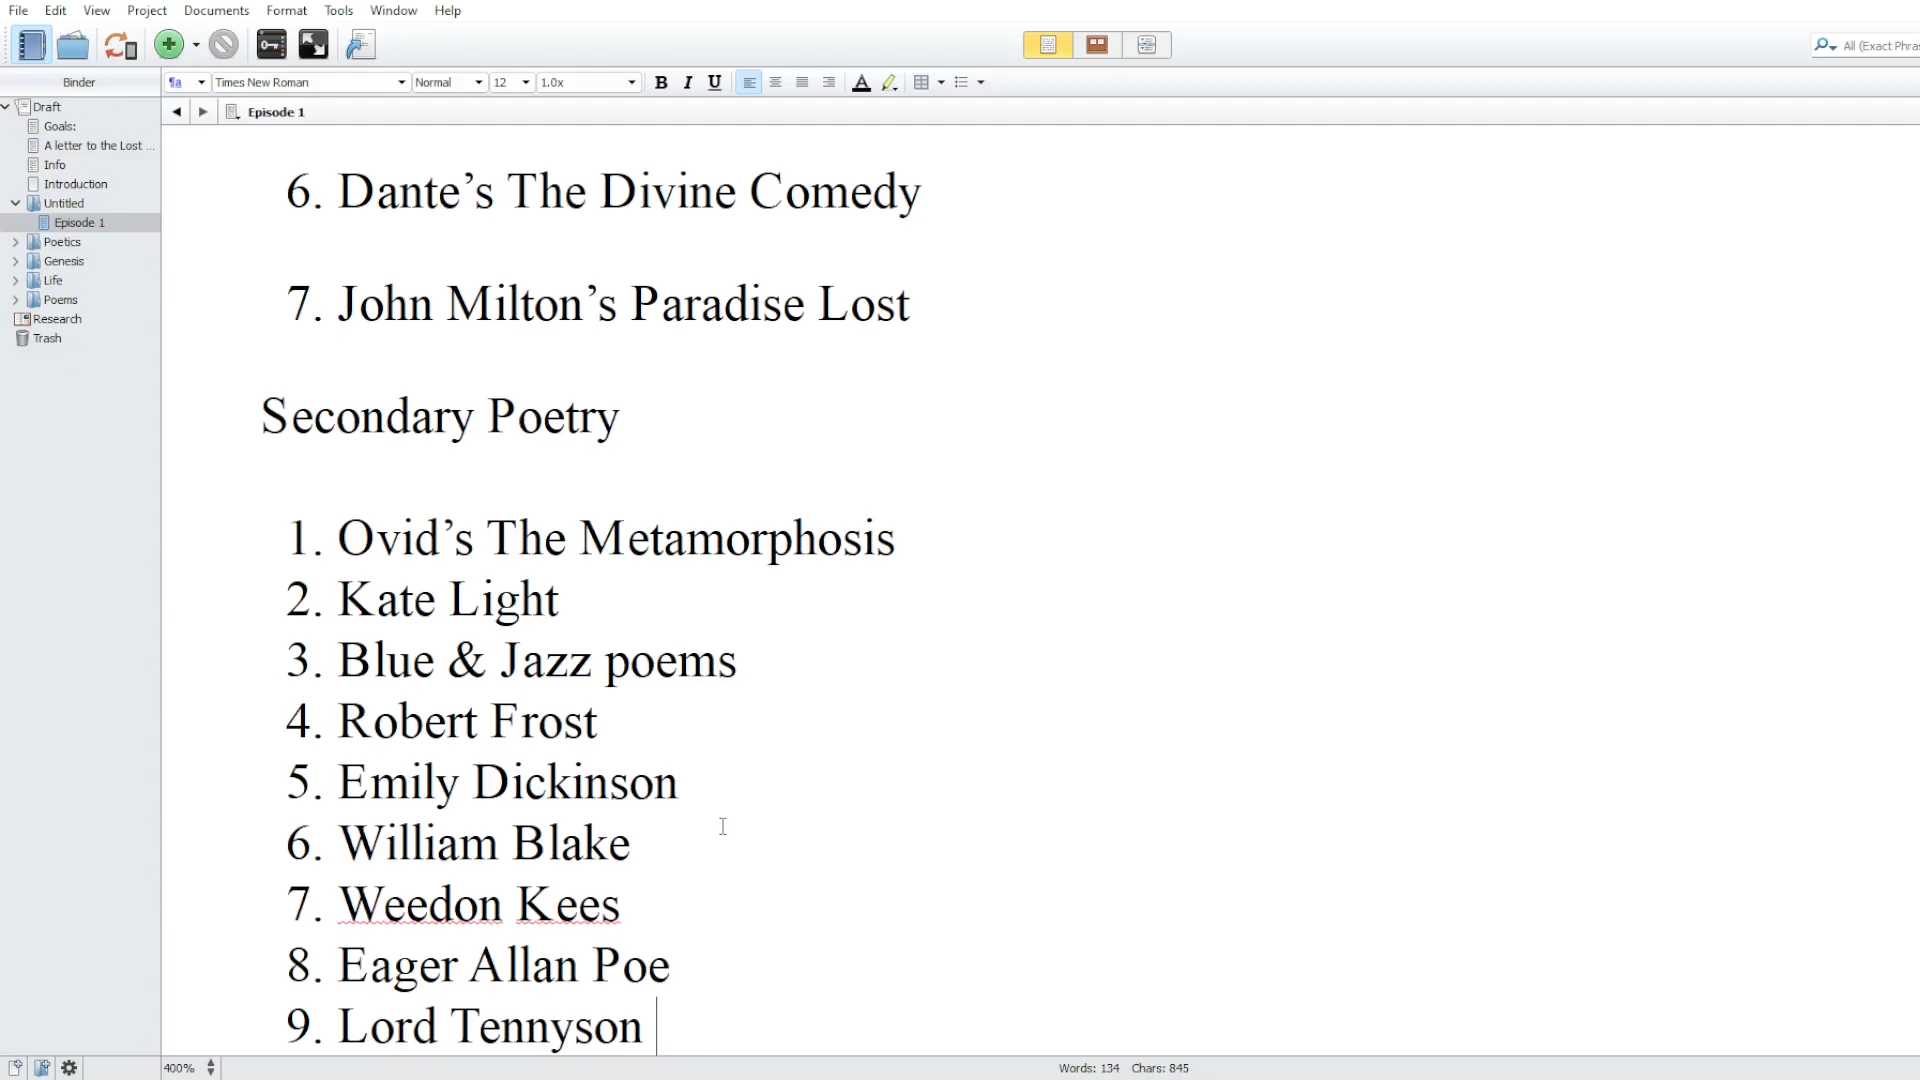 File Edit View Project Documents Format Tools Window Help
All (Exact Phras
Binder
Times New Roman Normal 12 1.0x B I U A
Draft
Episode 1
Goals:
A letter to the Lost ...
Info
Introduction
Untitled
Episode 1
Poetics
Genesis
Life
Poems
Research
Trash
6. Dante’s The Divine Comedy
7. John Milton’s Paradise Lost
Secondary Poetry
1. Ovid’s The Metamorphosis
2. Kate Light
3. Blue & Jazz poems
4. Robert Frost
5. Emily Dickinson
6. William Blake
7. Weedon Kees
8. Eager Allan Poe
9. Lord Tennyson
400% Words: 134 Chars: 845